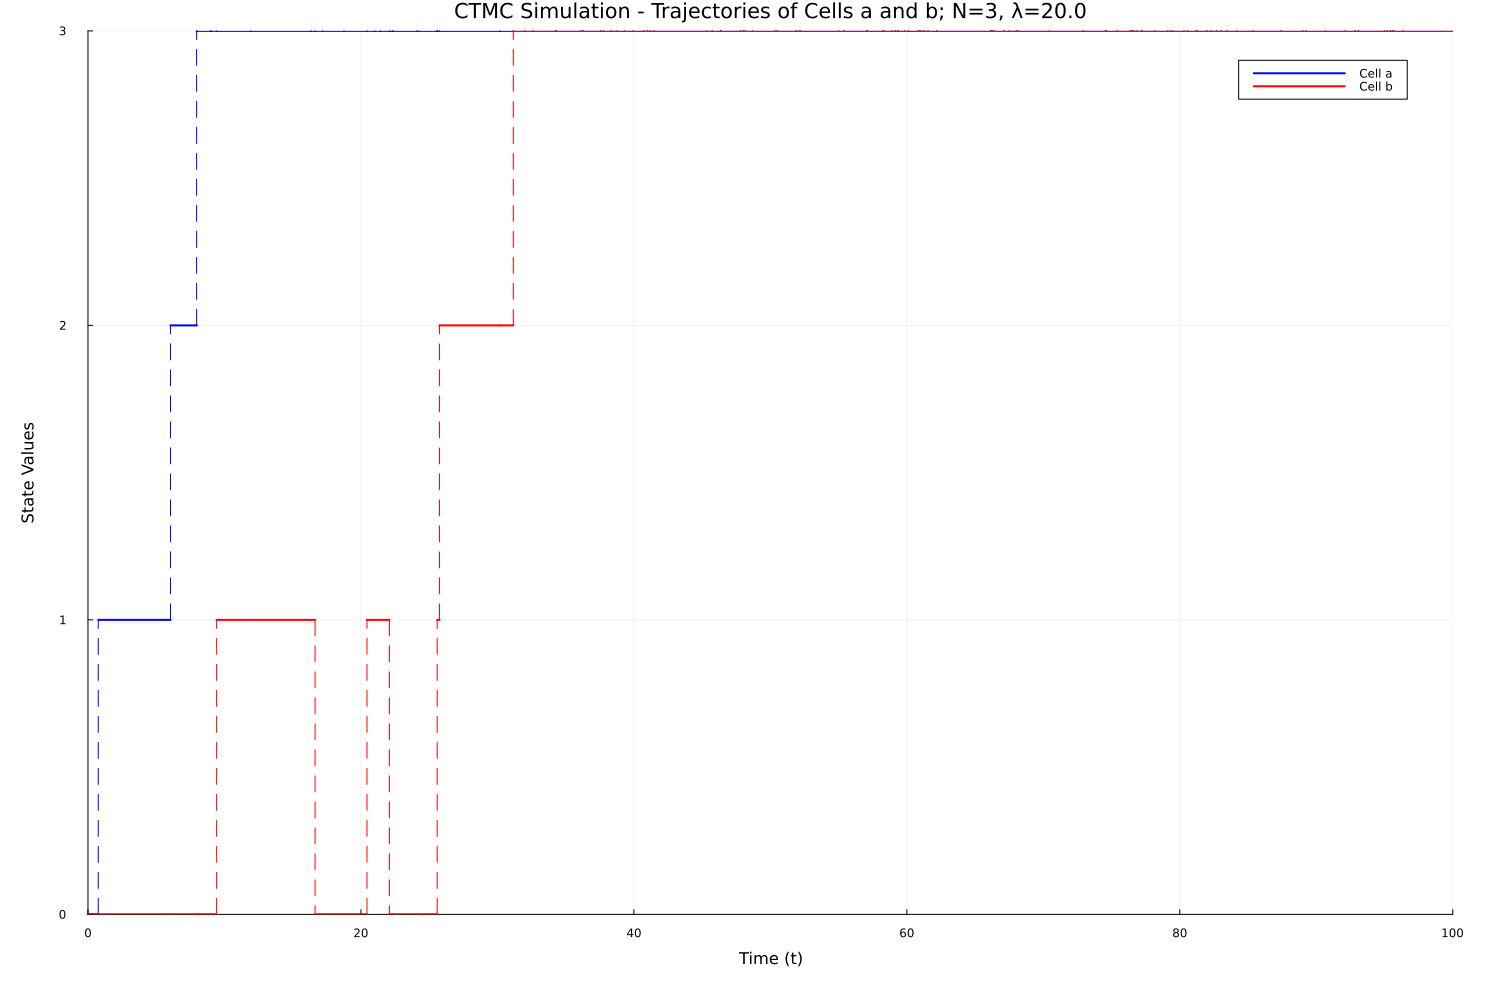 CTMC Simulation - Trajectories of Cells a and b; N=3, λ=20.0
3
Cell a
Cell b
2
State Values
1
0
0 20 40 60 80 100
Time (t)